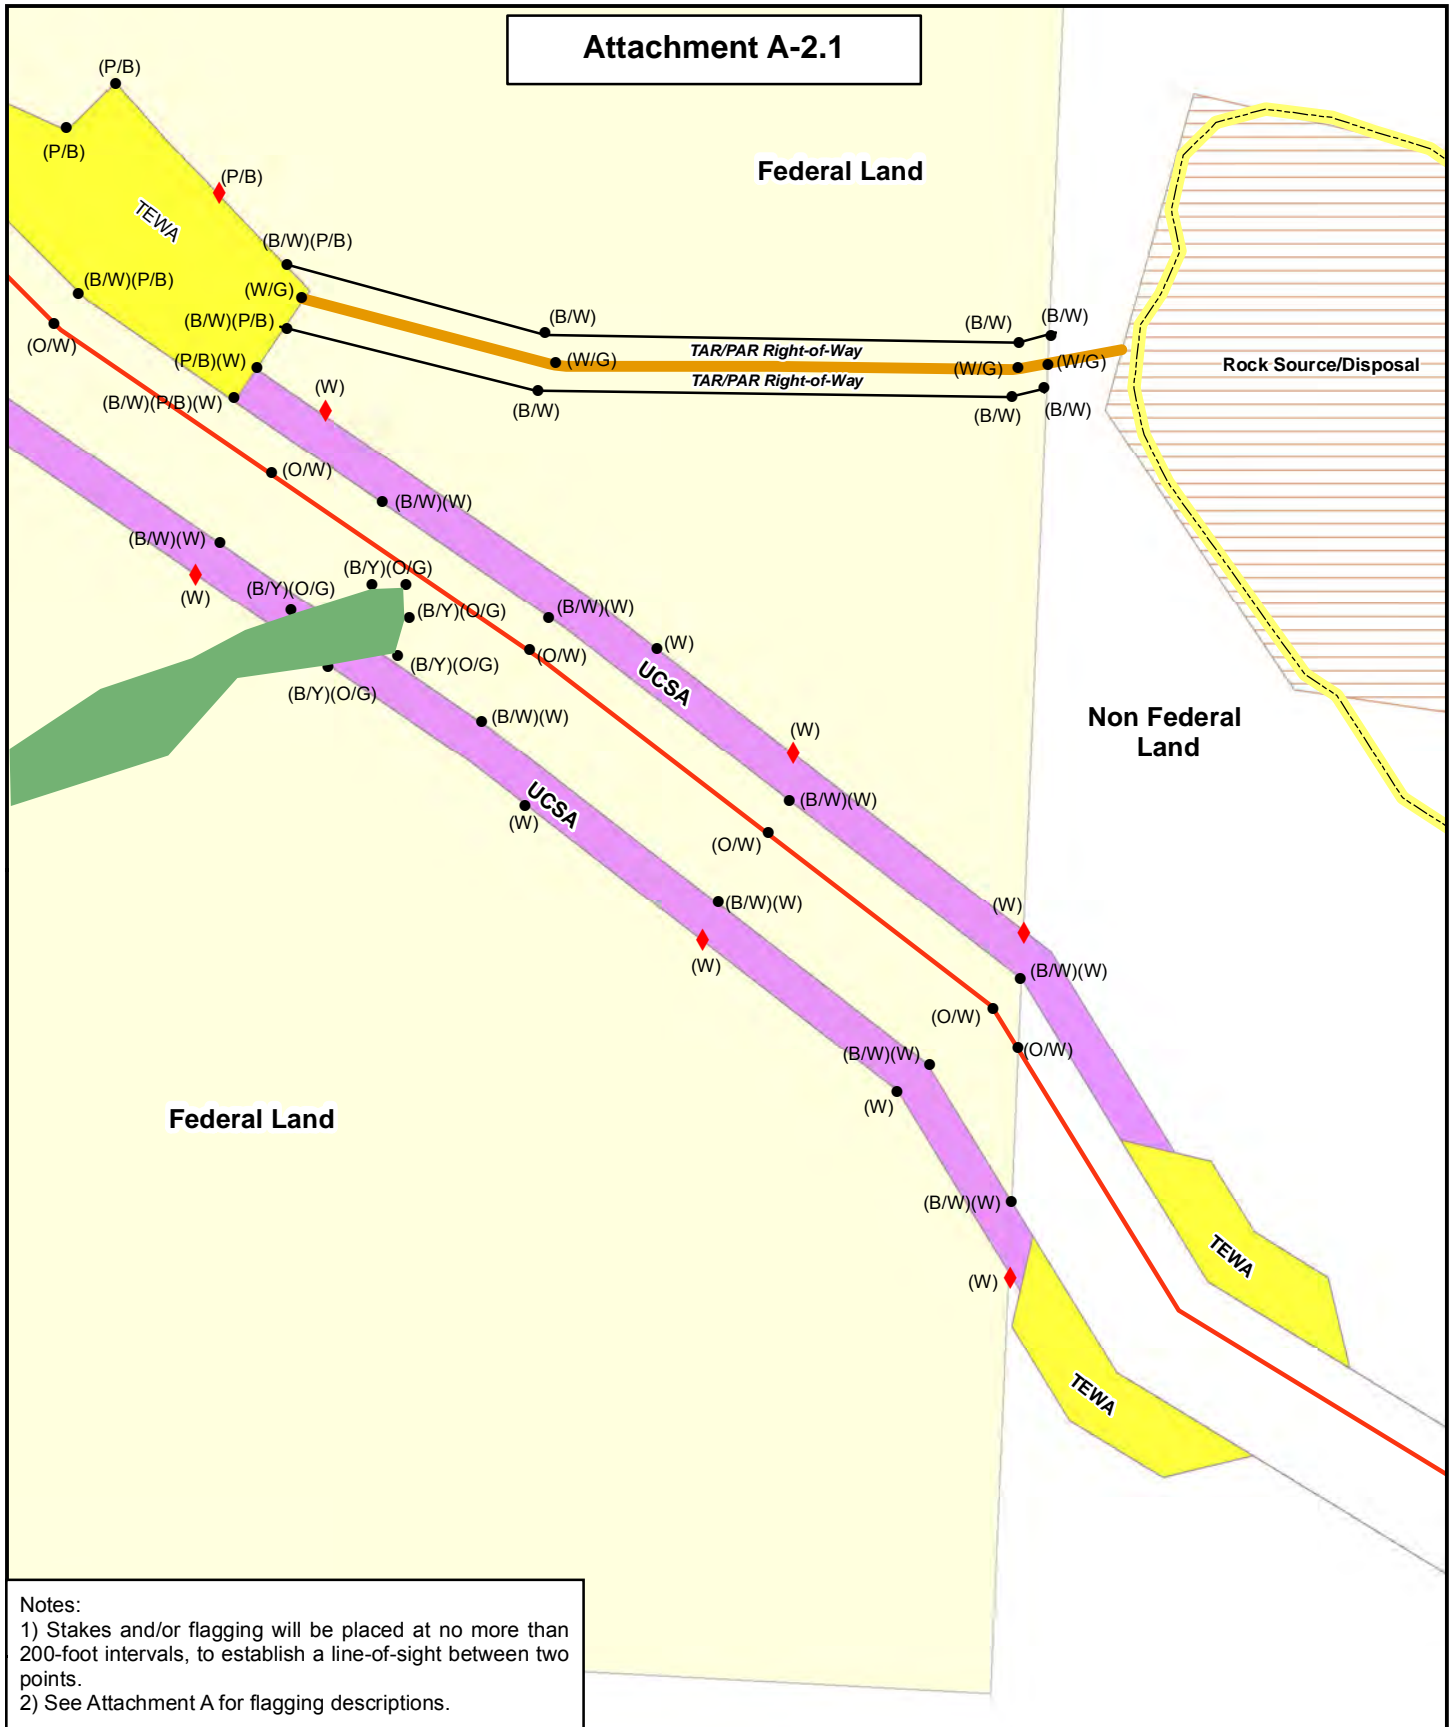 Attachment A-2.1
(P/B)
(P/B)
Federal Land
(P/B)
TEWA
(B/W)(P/B)
(B/W)(P/B)
(W/G)
(B/W)(P/B)
(O/W)
(B/W)
(B/W)
(B/W)
TAR/PAR Right-of-Way
(P/B)(W)
(W/G)
(W/G)
(W/G)
Rock Source/Disposal
TAR/PAR Right-of-Way
(W)
(B/W)(P/B)(W)
(B/W)
(B/W)
(B/W)
(O/W)
(B/W)(W)
(B/W)(W)
(B/Y)(O/G)
(W)
(B/Y)(O/G)
(B/Y)(O/G)
(B/W)(W)
(W)
(O/W)
(B/Y)(O/G)
UCSA
(B/Y)(O/G)
(B/W)(W)
Non Federal
Land
(W)
UCSA
(B/W)(W)
(W)
(O/W)
(B/W)(W)
(W)
(W)
(B/W)(W)
(O/W)
(O/W)
(B/W)(W)
(W)
Federal Land
(B/W)(W)
TEWA
(W)
TEWA
Notes:
1) Stakes and/or flagging will be placed at no more than
200-foot intervals, to establish a line-of-sight between two
points.
2) See Attachment A for flagging descriptions.